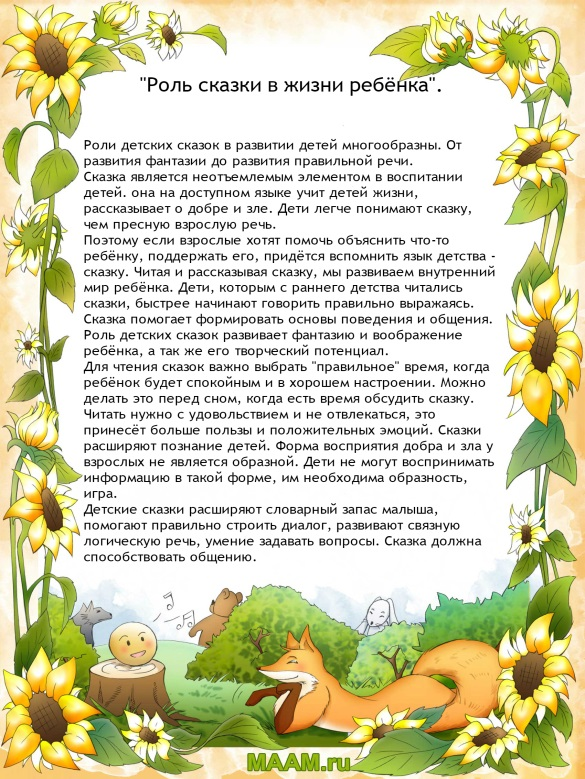 "Роль сказки в жизни ребёнка".
Роли детских сказок в развитии детей многообразны. От
развития фантазии до развития правильной речи.
Сказка является неотъемлемым элементом в воспитании
детей. она на доступном языке учит детей жизни,
рассказывает о добре и зле. Дети легче понимают сказку,
чем пресную взрослую речь.
Поэтому если взрослые хотят помочь объяснить что-то
ребёнку, поддержать его, придётся вспомнить язык детства -
сказку. Читая и рассказывая сказку, мы развиваем внутренний
мир ребёнка. Дети, которым с раннего детства читались
сказки, быстрее начинают говорить правильно выражаясь.
Сказка помогает формировать основы поведения и общения.
Роль детских сказок развивает фантазию и воображение
ребёнка, а так же его творческий потенциал.
Для чтения сказок важно выбрать "правильное" время, когда
ребёнок будет спокойным и в хорошем настроении. Можно
делать это перед сном, когда есть время обсудить сказку.
Читать нужно с удовольствием и не отвлекаться, это
принесёт больше пользы и положительных эмоций. Сказки
расширяют познание детей. Форма восприятия добра и зла у
взрослых не является образной. Дети не могут воспринимать
информацию в такой форме, им необходима образность,
игра.
Детские сказки расширяют словарный запас малыша,
помогают правильно строить диалог, развивают связную
логическую речь, умение задавать вопросы. Сказка должна
способствовать общению.
MAAM.ru